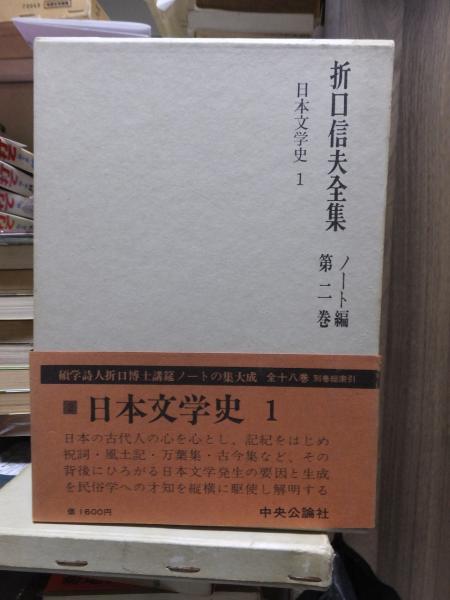 折口信夫全集
ノート編
第二巻
日本文学史 1
碩学詩人折口博士講筵ノートの集大成 全十八巻 別巻総索引
2 日本文学史 1
日本の古代人の心を心とし、記紀をはじめ
祝詞・風土記・万葉集・古今集など、その
背後にひろがる日本文学発生の要因と生成
を民俗学への才知を縦横に駆使し解明する
価1600円
中央公論社